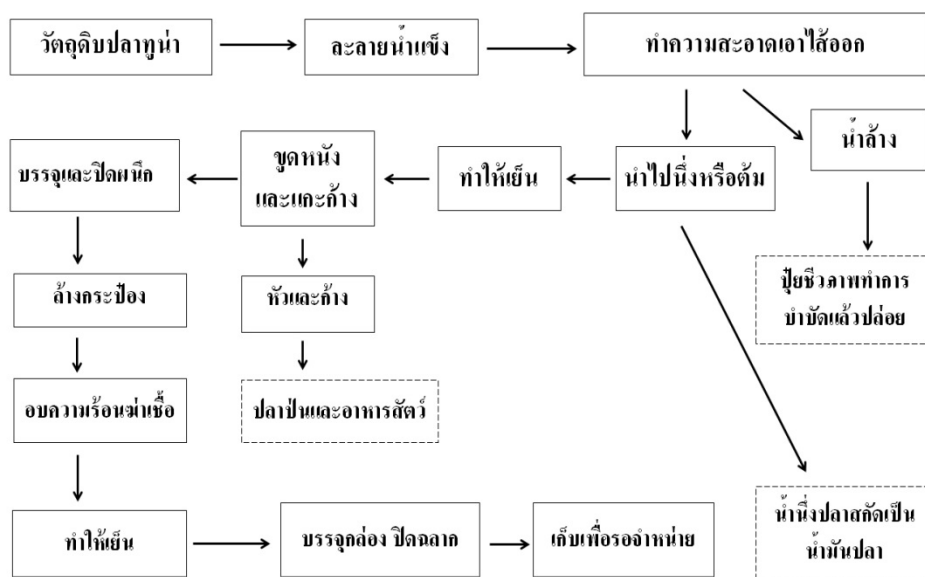 วัตถุดิบปลาทูน่า
ละลายน้ำแข็ง
ทำความสะอาดเอาไส้ออก
น้ำล้าง
นำไปนึ่งหรือต้ม
ทำให้เย็น
ขูดหนัง
และแกะก้าง
บรรจุและปิดผนึก
ปุ๋ยชีวภาพทำการ
บำบัดแล้วปล่อย
ล้างกระป๋อง
หัวและก้าง
อบความร้อนฆ่าเชื้อ
ปลาป่นและอาหารสัตว์
ทำให้เย็น
บรรจุกล่อง ปิดฉลาก
เก็บเพื่อรอจำหน่าย
น้ำนึ่งปลาสกัดเป็น
น้ำมันปลา